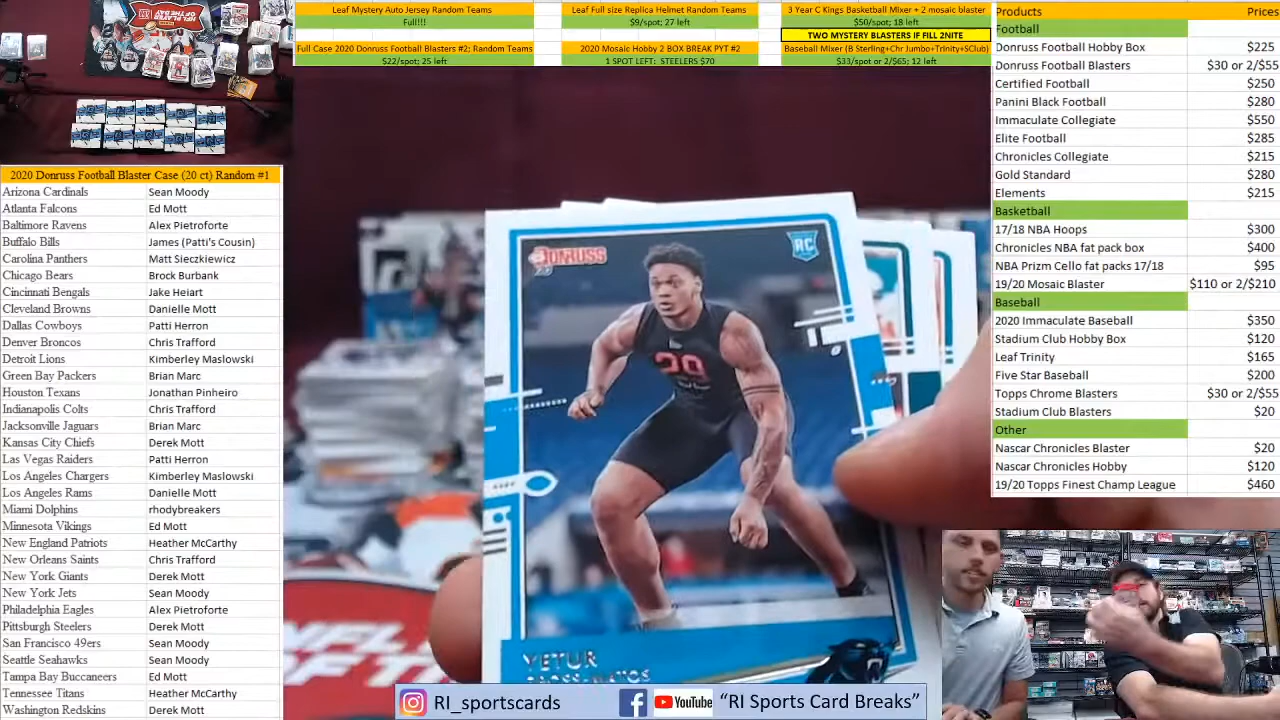 Leaf Mystery Auto Jersey Random Teams
Full!!!
Leaf Full size Replica Helmet Random Teams
$9/spot; 27 left
3 Year C Kings Basketball Mixer + 2 mosaic blaster
$50/spot; 18 left
TWO MYSTERY BLASTERS IF FILL 2NITE
Full Case 2020 Donruss Football Blasters #2; Random Teams
$22/spot; 25 left
2020 Mosaic Hobby 2 BOX BREAK PYT #2
1 SPOT LEFT: STEELERS $70
Baseball Mixer (B Sterling+Chr Jumbo+Trinity+SClub)
$33/spot or 2/$65; 12 left
Products Prices
Football
Donruss Football Hobby Box $225
Donruss Football Blasters $30 or 2/$55
Certified Football $250
Panini Black Football $280
Immaculate Collegiate $550
Elite Football $285
Chronicles Collegiate $215
Gold Standard $280
Elements $215
Basketball
17/18 NBA Hoops $300
Chronicles NBA fat pack box $400
NBA Prizm Cello fat packs 17/18 $95
19/20 Mosaic Blaster $110 or 2/$210
Baseball
2020 Immaculate Baseball $350
Stadium Club Hobby Box $120
Leaf Trinity $165
Five Star Baseball $200
Topps Chrome Blasters $30 or 2/$55
Stadium Club Blasters $20
Other
Nascar Chronicles Blaster $20
Nascar Chronicles Hobby $120
19/20 Topps Finest Champ League $460
2020 Donruss Football Blaster Case (20 ct) Random #1
Arizona Cardinals Sean Moody
Atlanta Falcons Ed Mott
Baltimore Ravens Alex Pietroforte
Buffalo Bills James (Patti's Cousin)
Carolina Panthers Matt Sieczkiewicz
Chicago Bears Brock Burbank
Cincinnati Bengals Jake Heiart
Cleveland Browns Danielle Mott
Dallas Cowboys Patti Herron
Denver Broncos Chris Trafford
Detroit Lions Kimberley Maslowski
Green Bay Packers Brian Marc
Houston Texans Jonathan Pinheiro
Indianapolis Colts Chris Trafford
Jacksonville Jaguars Brian Marc
Kansas City Chiefs Derek Mott
Las Vegas Raiders Patti Herron
Los Angeles Chargers Kimberley Maslowski
Los Angeles Rams Danielle Mott
Miami Dolphins rhodybreakers
Minnesota Vikings Ed Mott
New England Patriots Heather McCarthy
New Orleans Saints Chris Trafford
New York Giants Derek Mott
New York Jets Sean Moody
Philadelphia Eagles Alex Pietroforte
Pittsburgh Steelers Derek Mott
San Francisco 49ers Sean Moody
Seattle Seahawks Sean Moody
Tampa Bay Buccaneers Ed Mott
Tennessee Titans Heather McCarthy
Washington Redskins Derek Mott
DONRUSS
RC
YETUR
GROSS-MATOS
RI_sportscards YouTube "RI Sports Card Breaks"